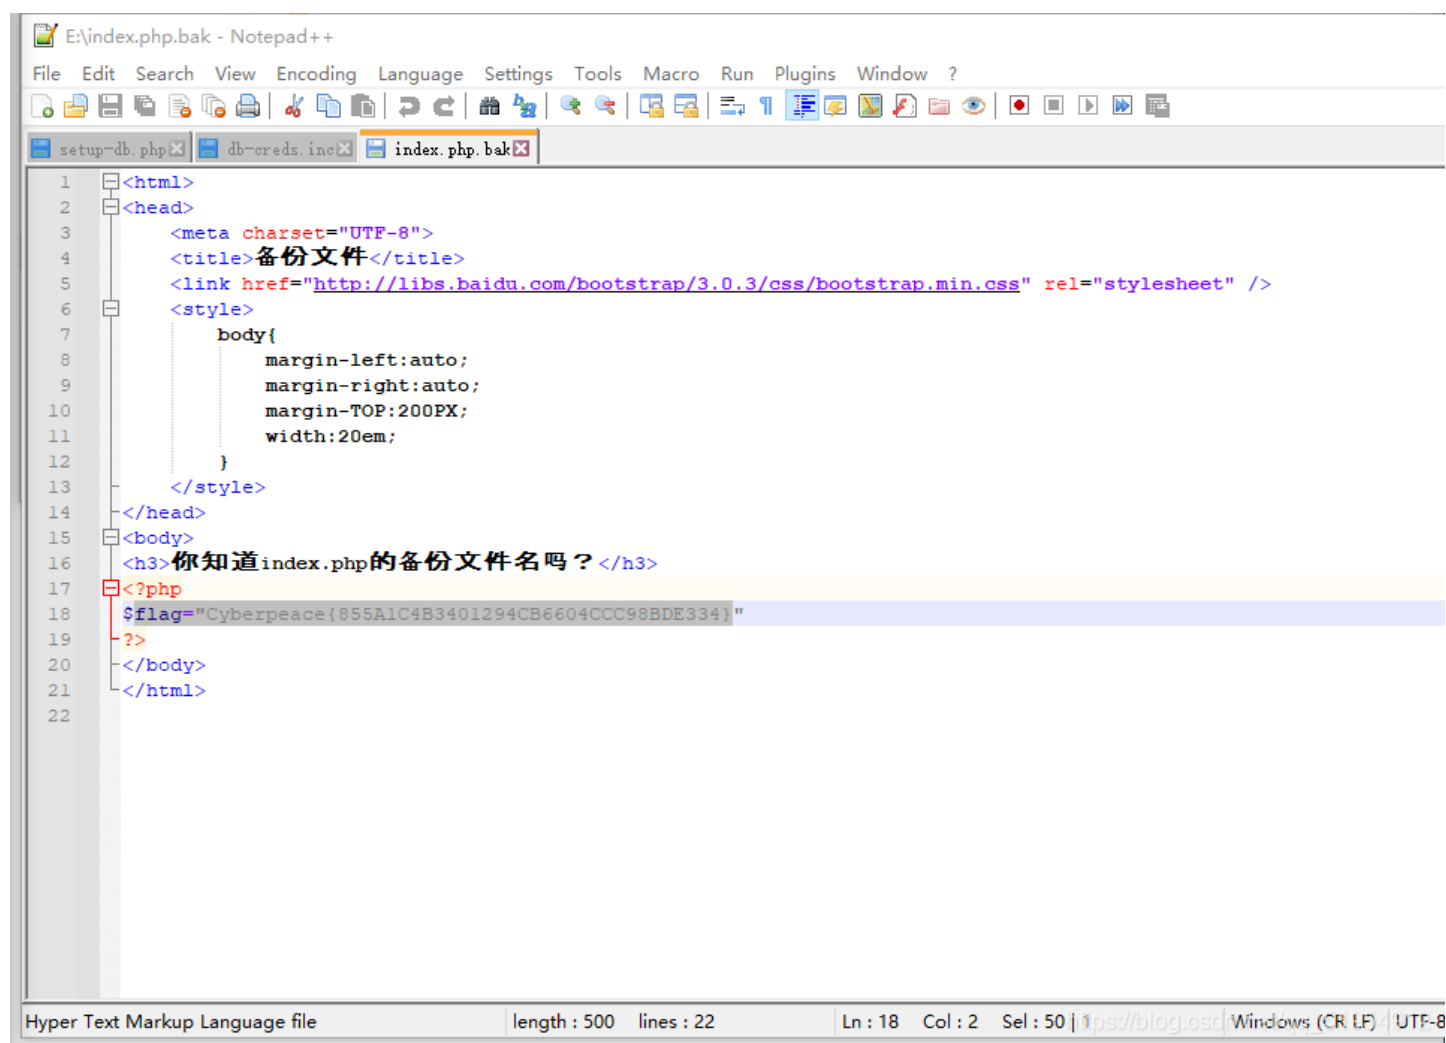 E:\index.php.bak - Notepad++
File Edit Search View Encoding Language Settings Tools Macro Run Plugins Window ?
setup-db.php db-creds.inc index.php.bak
1 <html>
2 <head>
3 <meta charset="UTF-8">
4 <title>备份文件</title>
5 <link href="http://libs.baidu.com/bootstrap/3.0.3/css/bootstrap.min.css" rel="stylesheet" />
6 <style>
7 body{
8 margin-left:auto;
9 margin-right:auto;
10 margin-TOP:200PX;
11 width:20em;
12 }
13 </style>
14 </head>
15 <body>
16 <h3>你知道index.php的备份文件名吗？</h3>
17 <?php
18 $flag="Cyberpeace{855A1C4B3401294CB6604CCC98BDE334}"
19 ?>
20 </body>
21 </html>
22
Hyper Text Markup Language file length : 500 lines : 22 Ln : 18 Col : 2 Sel : 50 | 1 Windows (CR LF) UTF-8